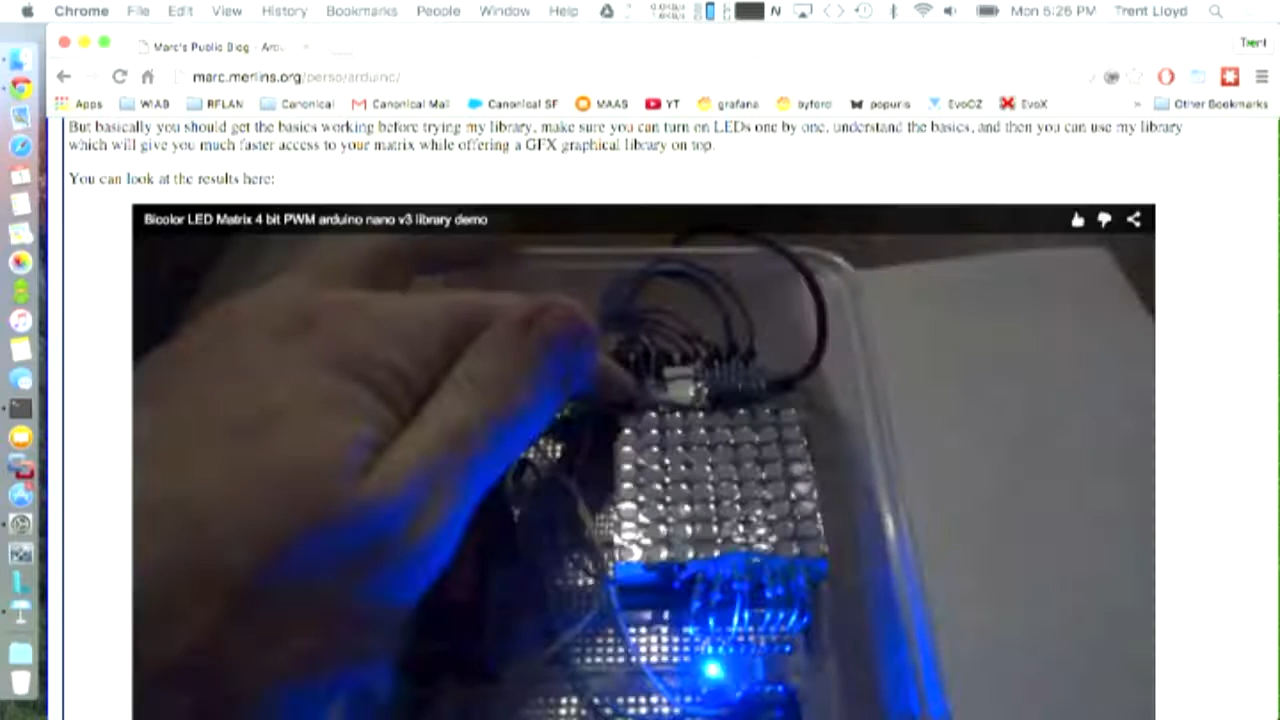 Chrome File Edit View History Bookmarks People Window Help Mon 5:26 PM Trent Lloyd
Marc's Public Blog - Ardu
Trent
marc.merlins.org/perso/arduino/
Apps WIAB RFLAN Canonical Canonical Mail Canonical SF MAAS YT grafana byford popuris EvoOZ EvoX » Other Bookmarks
But basically you should get the basics working before trying my library, make sure you can turn on LEDs one by one, understand the basics, and then you can use my library
which will give you much faster access to your matrix while offering a GFX graphical library on top.
You can look at the results here:
Bicolor LED Matrix 4 bit PWM arduino nano v3 library demo